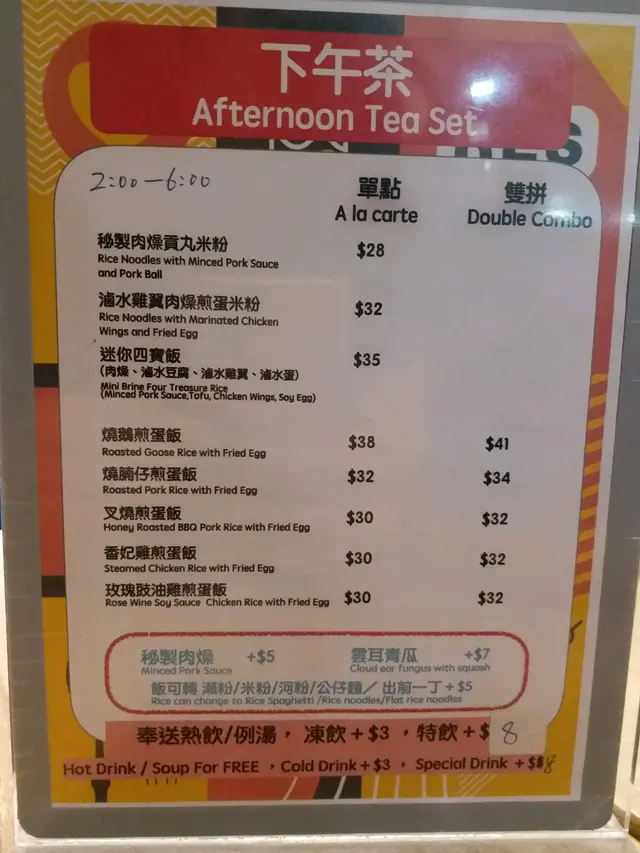 下午茶
Afternoon Tea Set
2:00-6:00
單點 雙拼
A la carte Double Combo
秘製肉燥貢丸米粉 $28
Rice Noodles with Minced Pork Sauce
and Pork Ball
滷水雞翼肉燥煎蛋米粉 $32
Rice Noodles with Marinated Chicken
Wings and Fried Egg
迷你四寶飯 $35
(肉燥、滷水豆腐、滷水雞翼、滷水蛋)
Mini Brine Four Treasure Rice
(Minced Pork Sauce,Tofu, Chicken Wings, Soy Egg)
燒鵝煎蛋飯 $38 $41
Roasted Goose Rice with Fried Egg
燒腩仔煎蛋飯 $32 $34
Roasted Pork Rice with Fried Egg
叉燒煎蛋飯 $30 $32
Honey Roasted BBQ Pork Rice with Fried Egg
香妃雞煎蛋飯 $30 $32
Steamed Chicken Rice with Fried Egg
玫瑰豉油雞煎蛋飯 $30 $32
Rose Wine Soy Sauce Chicken Rice with Fried Egg
秘製肉燥 +$5 雲耳青瓜 +$7
Minced Pork Sauce Cloud ear fungus with squash
飯可轉 瀨粉/米粉/河粉/公仔麵/ 出前一丁+$5
Rice can change to Rice Spaghetti /Rice noodles/Flat rice noodles
奉送熱飲/例湯，凍飲+$3，特飲+$8
Hot Drink / Soup For FREE ，Cold Drink+$3 ，Special Drink +$8